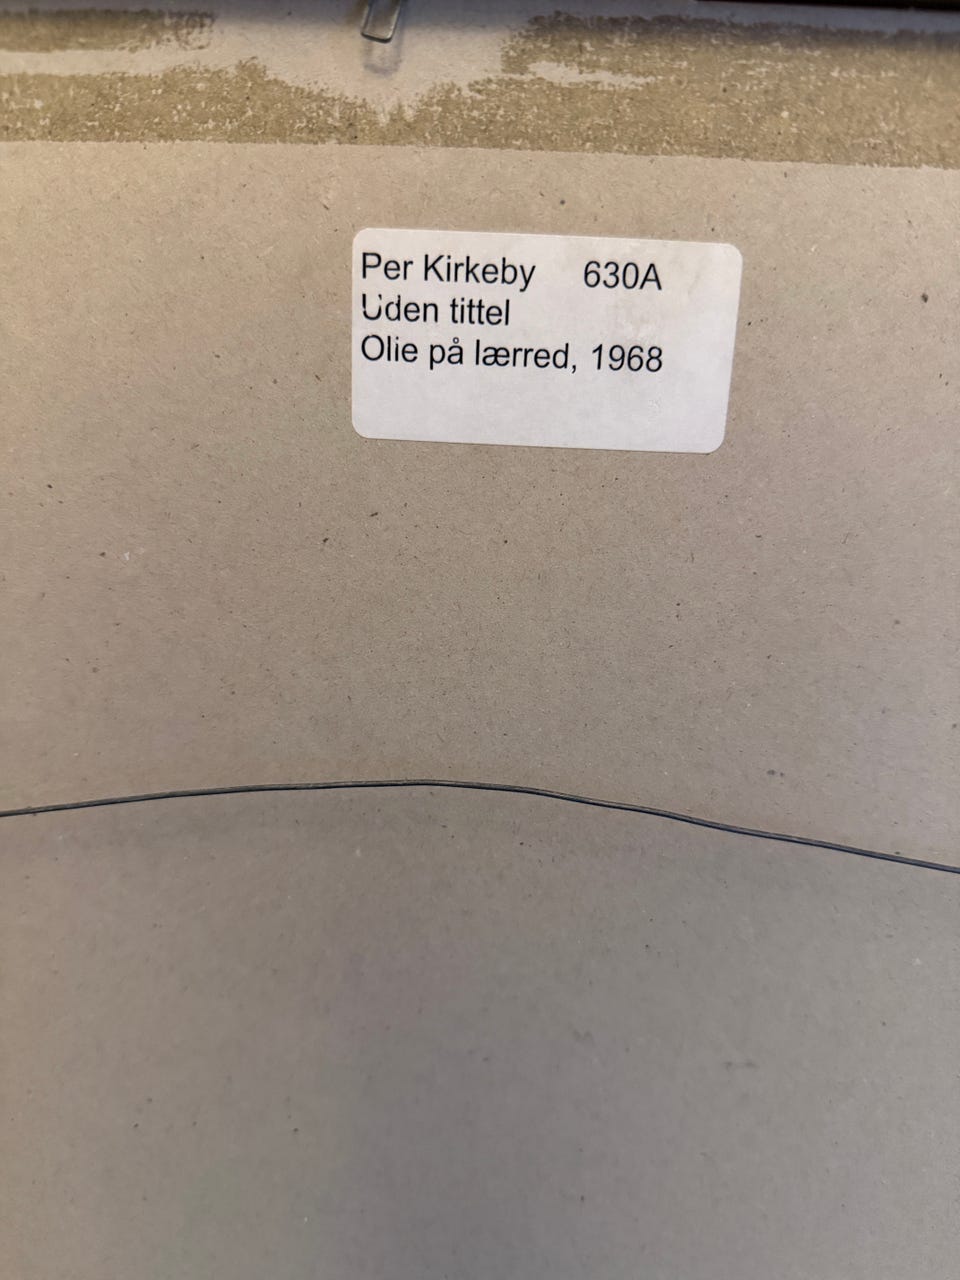 Per Kirkeby 630A
Uden tittel
Olie på lærred, 1968